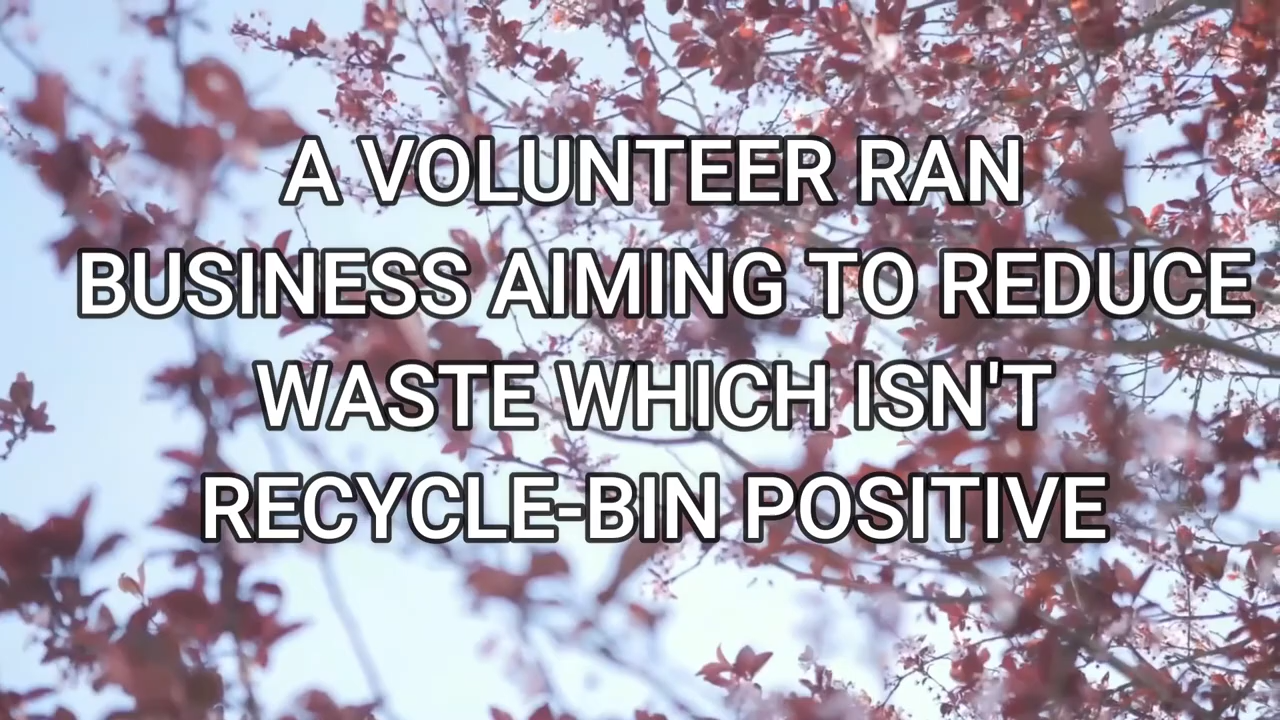 A VOLUNTEER RAN
BUSINESS AIMING TO REDUCE
WASTE WHICH ISN'T
RECYCLE-BIN POSITIVE